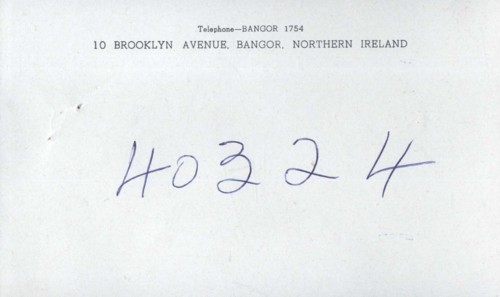 Telephone—BANGOR 1754
10 BROOKLYN AVENUE, BANGOR, NORTHERN IRELAND
40324